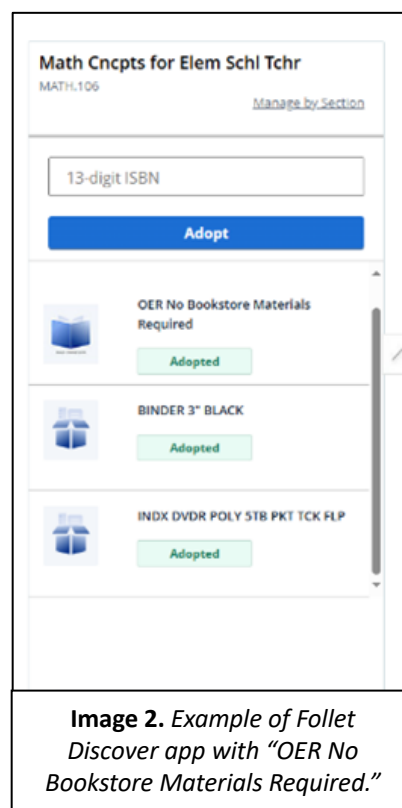 Math Cncpts for Elem Schl Tchr
MATH.106
Manage by Section
13-digit ISBN
Adopt
OER No Bookstore Materials
Required
Adopted
BINDER 3" BLACK
Adopted
INDX DVDR POLY 5TB PKT TCK FLP
Adopted
Image 2. Example of Follet
Discover app with “OER No
Bookstore Materials Required.”